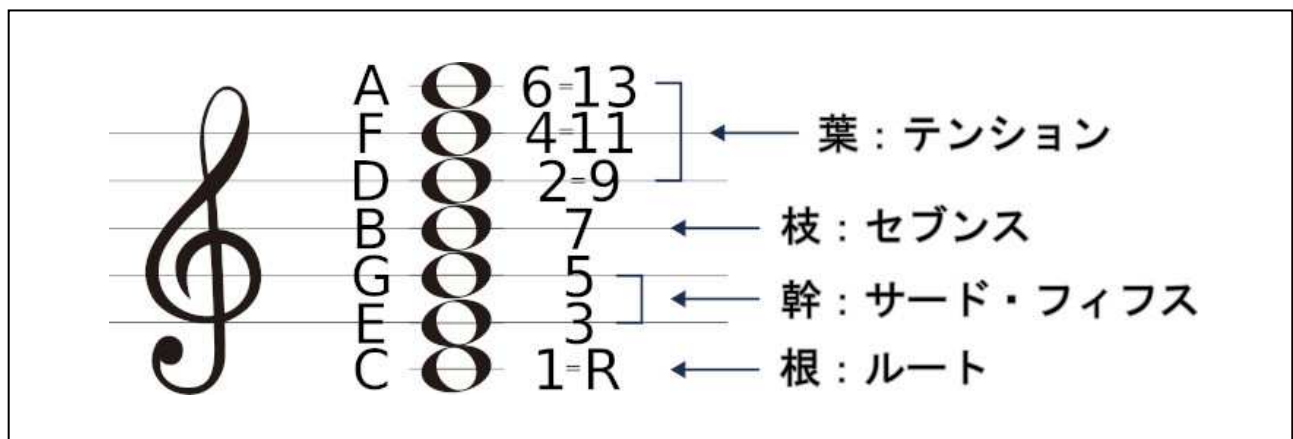 A 6=13
F 4=11 葉：テンション
D 2=9
B 7 枝：セブンス
G 5
幹：サード・フィフス
E 3
C 1=R 根：ルート